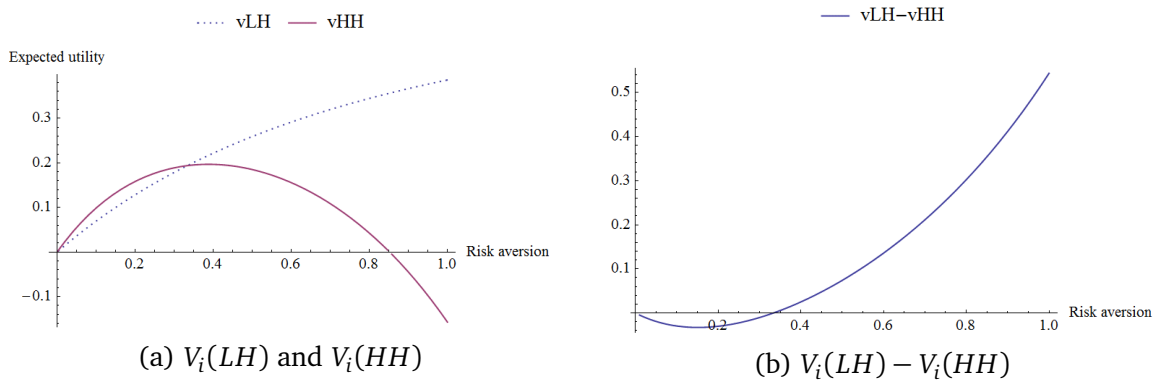 vLH vHH
Expected utility
0.3
0.2
0.1
−0.1
0.2 0.4 0.6 0.8 1.0
Risk aversion
(a) V_i(LH) and V_i(HH)
vLH−vHH
0.5
0.4
0.3
0.2
0.1
0.2 0.4 0.6 0.8 1.0
Risk aversion
(b) V_i(LH) − V_i(HH)